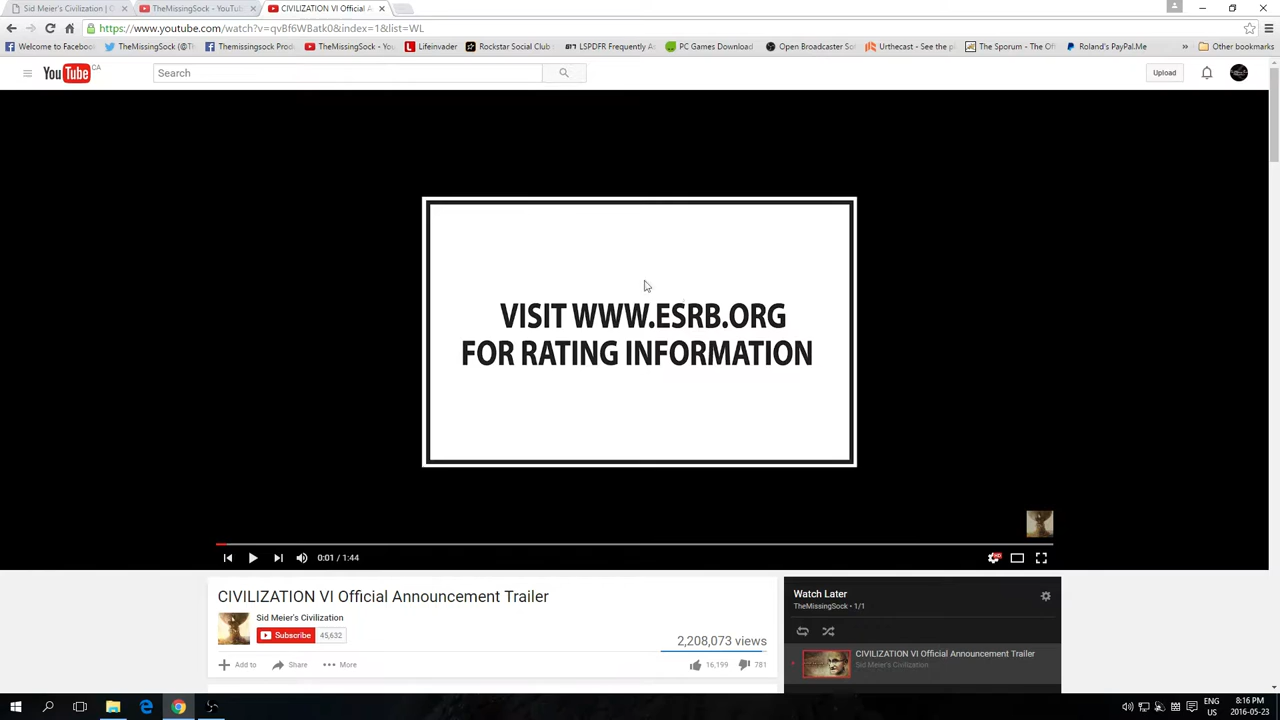 Sid Meier's Civilization | C
TheMissingSock - YouTub
CIVILIZATION VI Official A
https://www.youtube.com/watch?v=qvBf6WBatk0&index=1&list=WL
Welcome to Facebook
TheMissingSock (@Th
Themissingsock Produc
TheMissingSock - YouT
Lifeinvader
Rockstar Social Club
LSPDFR Frequently A
PC Games Download
Open Broadcaster So
Urthecast - See the p
The Sporum - The Of
Roland's PayPal.Me
»
Other bookmarks
YouTube CA
Search
Upload
VISIT WWW.ESRB.ORG
FOR RATING INFORMATION
0:01 / 1:44
HD
CIVILIZATION VI Official Announcement Trailer
Sid Meier's Civilization
Subscribe 45,632
2,208,073 views
Add to
Share
More
16,199
781
Watch Later
TheMissingSock • 1/1
CIVILIZATION VI Official Announcement Trailer
Sid Meier's Civilization
ENG
US
8:16 PM
2016-05-23